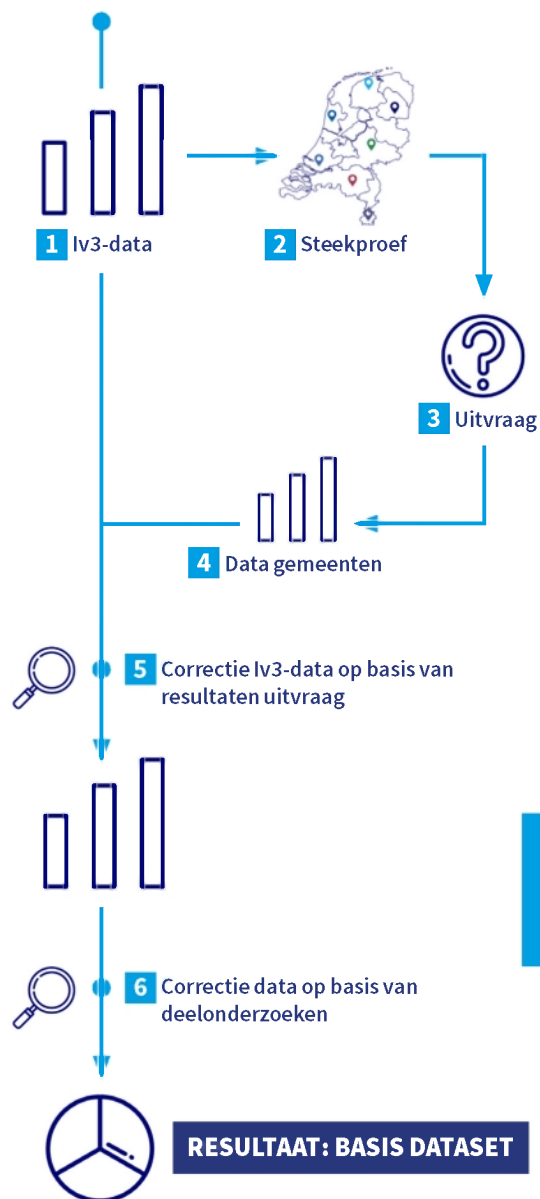 1 Iv3-data
2 Steekproef
3 Uitvraag
4 Data gemeenten
5 Correctie Iv3-data op basis van
resultaten uitvraag
6 Correctie data op basis van
deelonderzoeken
RESULTAAT: BASIS DATASET